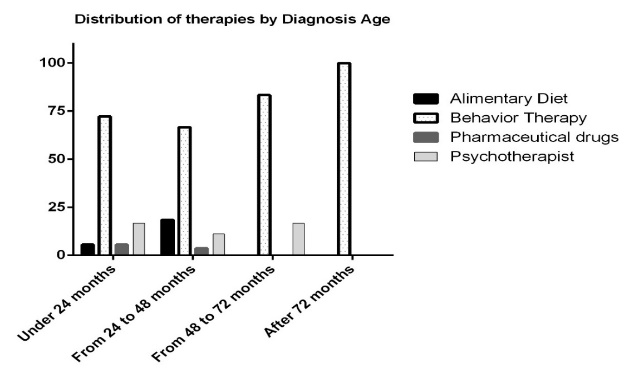 Distribution of therapies by Diagnosis Age
100
75
50
25
0
Under 24 months
From 24 to 48 months
From 48 to 72 months
After 72 months
Alimentary Diet
Behavior Therapy
Pharmaceutical drugs
Psychotherapist